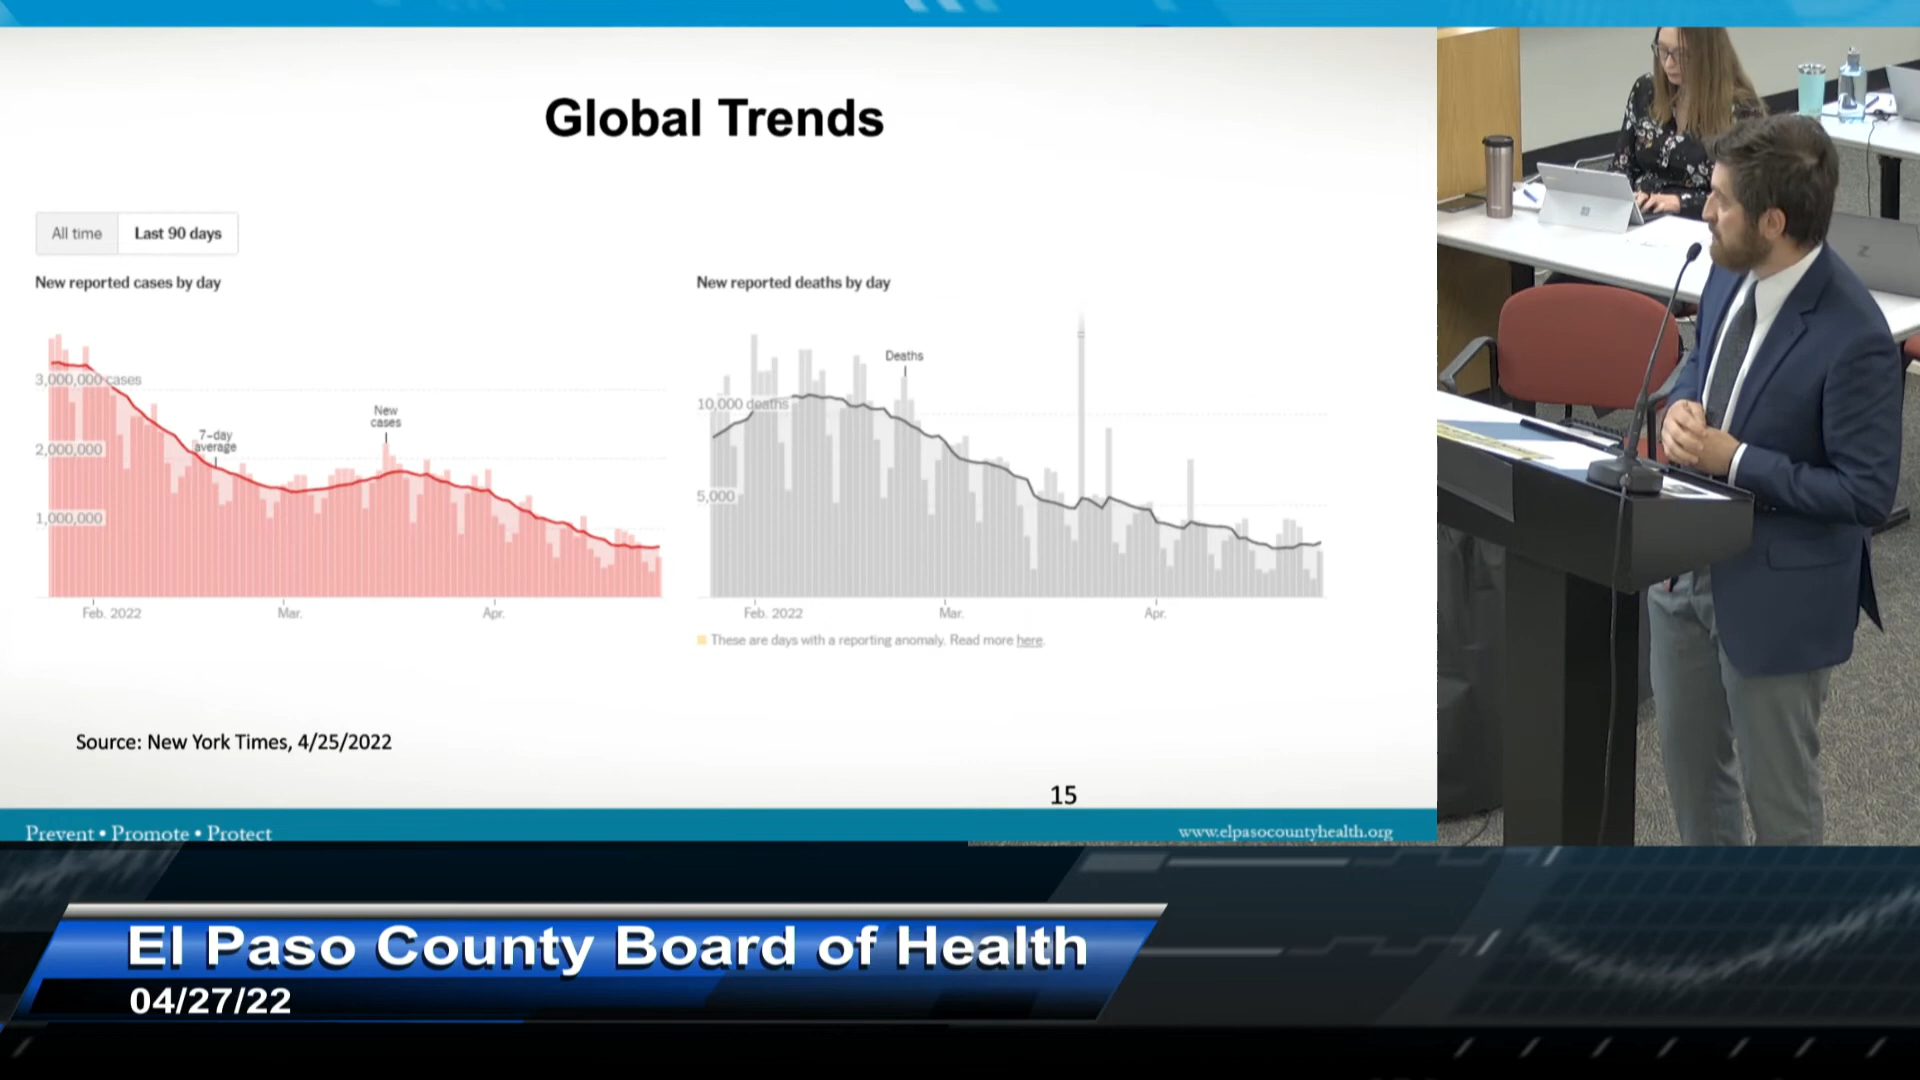 Global Trends
All time
Last 90 days
New reported cases by day
New reported deaths by day
3,000,000 cases
2,000,000
1,000,000
7-day
average
New
cases
Feb. 2022
Mar.
Apr.
Deaths
10,000 deaths
5,000
Feb. 2022
Mar.
Apr.
These are days with a reporting anomaly. Read more here.
Source: New York Times, 4/25/2022
15
Prevent • Promote • Protect
www.elpasocountyhealth.org
El Paso County Board of Health
04/27/22